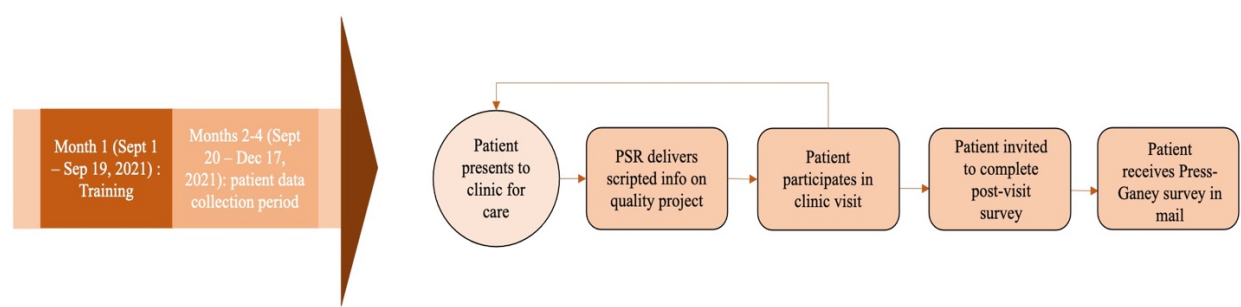 Month 1 (Sept 1
– Sep 19, 2021) :
Training
Months 2-4 (Sept
20 – Dec 17,
2021): patient data
collection period
Patient
presents to
clinic for
care
PSR delivers
scripted info on
quality project
Patient
participates in
clinic visit
Patient invited
to complete
post-visit
survey
Patient
receives Press-
Ganey survey in
mail